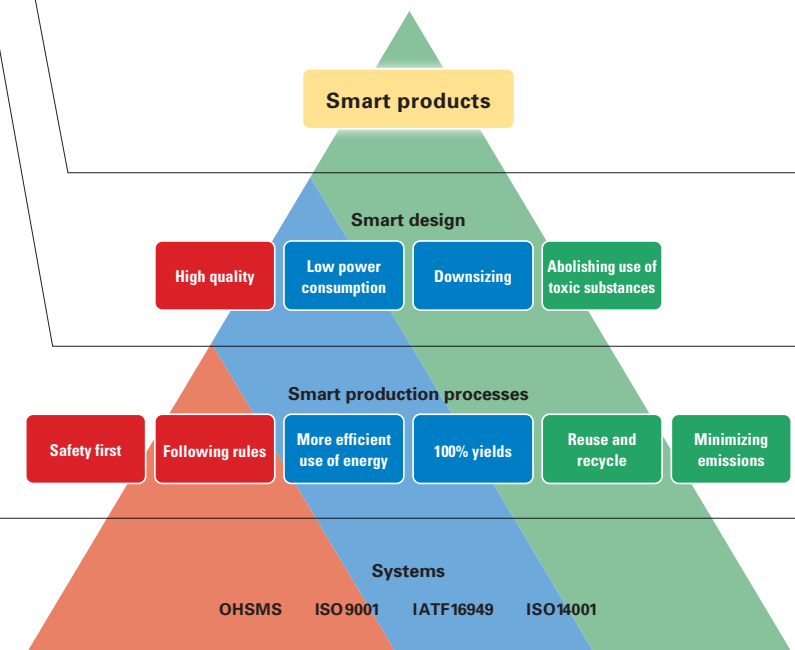 Smart products
Smart design
High quality
Low power
consumption
Downsizing
Abolishing use of
toxic substances
Smart production processes
Safety first
Following rules
More efficient
use of energy
100% yields
Reuse and
recycle
Minimizing
emissions
Systems
OHSMS ISO9001 IATF16949 ISO14001